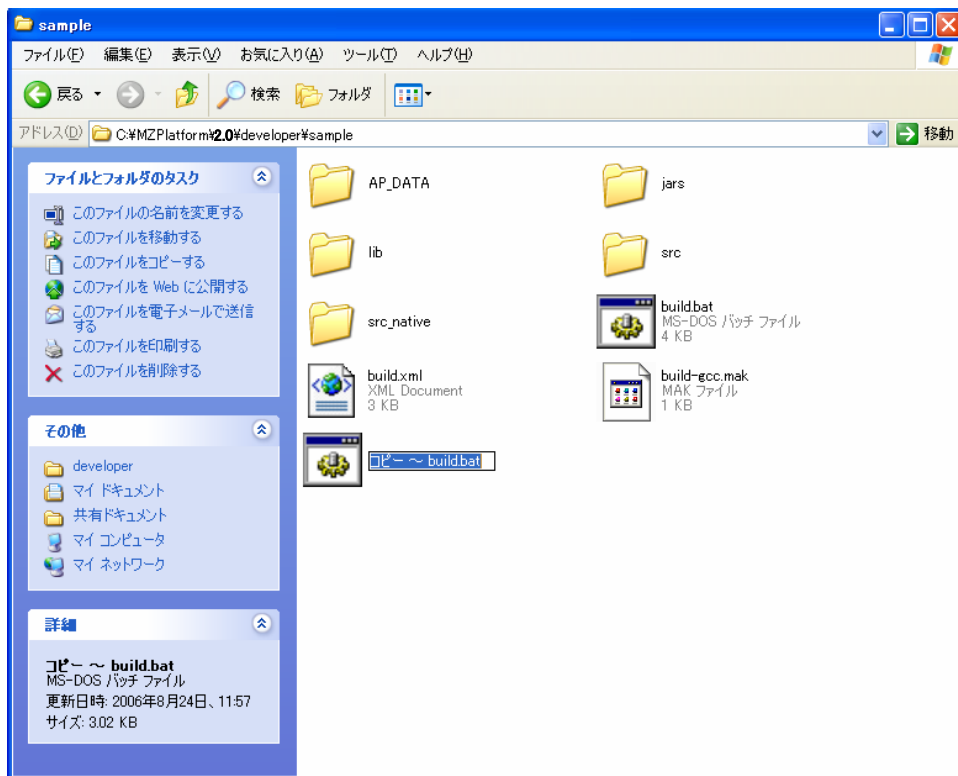 sample
ファイル(F) 編集(E) 表示(V) お気に入り(A) ツール(T) ヘルプ(H)
戻る 検索 フォルダ
アドレス(D) C:¥MZPlatform¥2.0¥developer¥sample 移動
ファイルとフォルダのタスク
このファイルの名前を変更する
このファイルを移動する
このファイルをコピーする
このファイルを Web に公開する
このファイルを電子メールで送信
する
このファイルを印刷する
このファイルを削除する
その他
developer
マイ ドキュメント
共有ドキュメント
マイ コンピュータ
マイ ネットワーク
詳細
コピー ~ build.bat
MS-DOS バッチ ファイル
更新日時: 2006年8月24日、11:57
サイズ: 3.02 KB
AP_DATA
jars
lib
src
src_native
build.bat
MS-DOS バッチ ファイル
4 KB
build.xml
XML Document
3 KB
build-gcc.mak
MAK ファイル
1 KB
コピー ~ build.bat